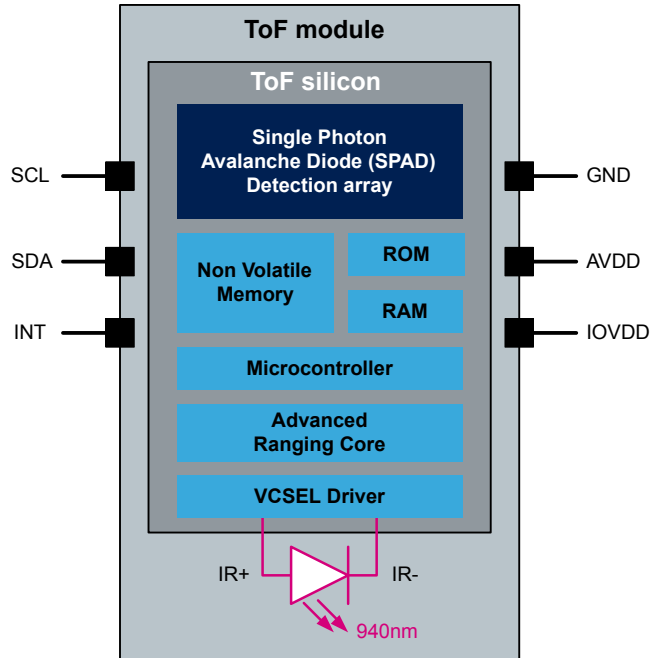 ToF module
ToF silicon
Single Photon
Avalanche Diode (SPAD)
Detection array
SCL
GND
SDA
AVDD
Non Volatile
Memory
ROM
RAM
INT
IOVDD
Microcontroller
Advanced
Ranging Core
VCSEL Driver
IR+
IR-
940nm